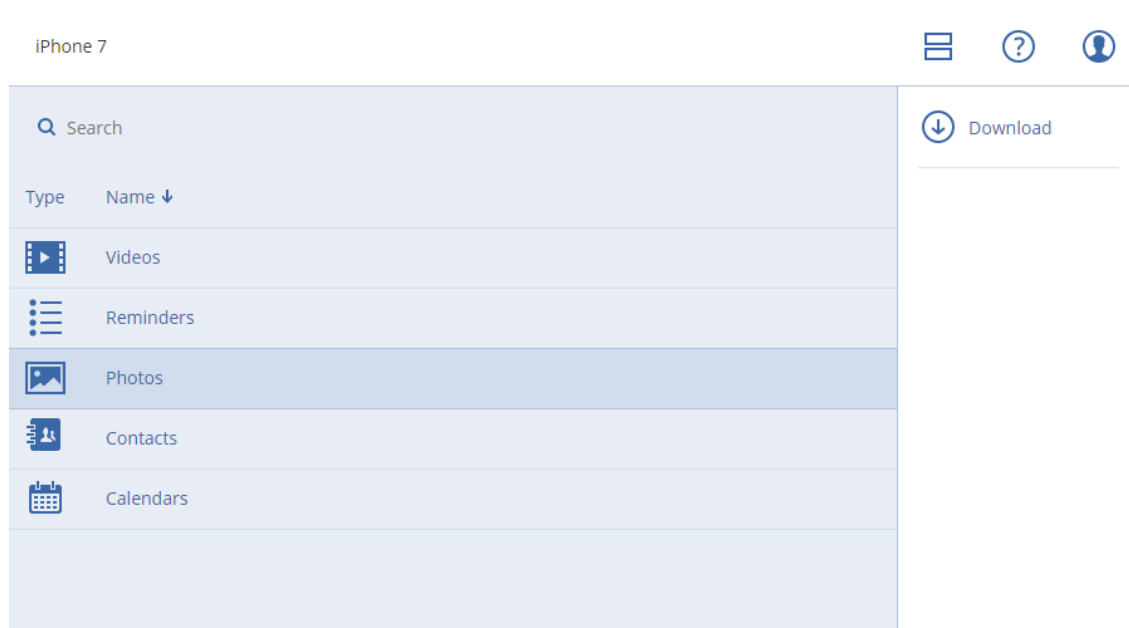 iPhone 7
?
Search
Download
Type Name
Videos
Reminders
Photos
Contacts
Calendars